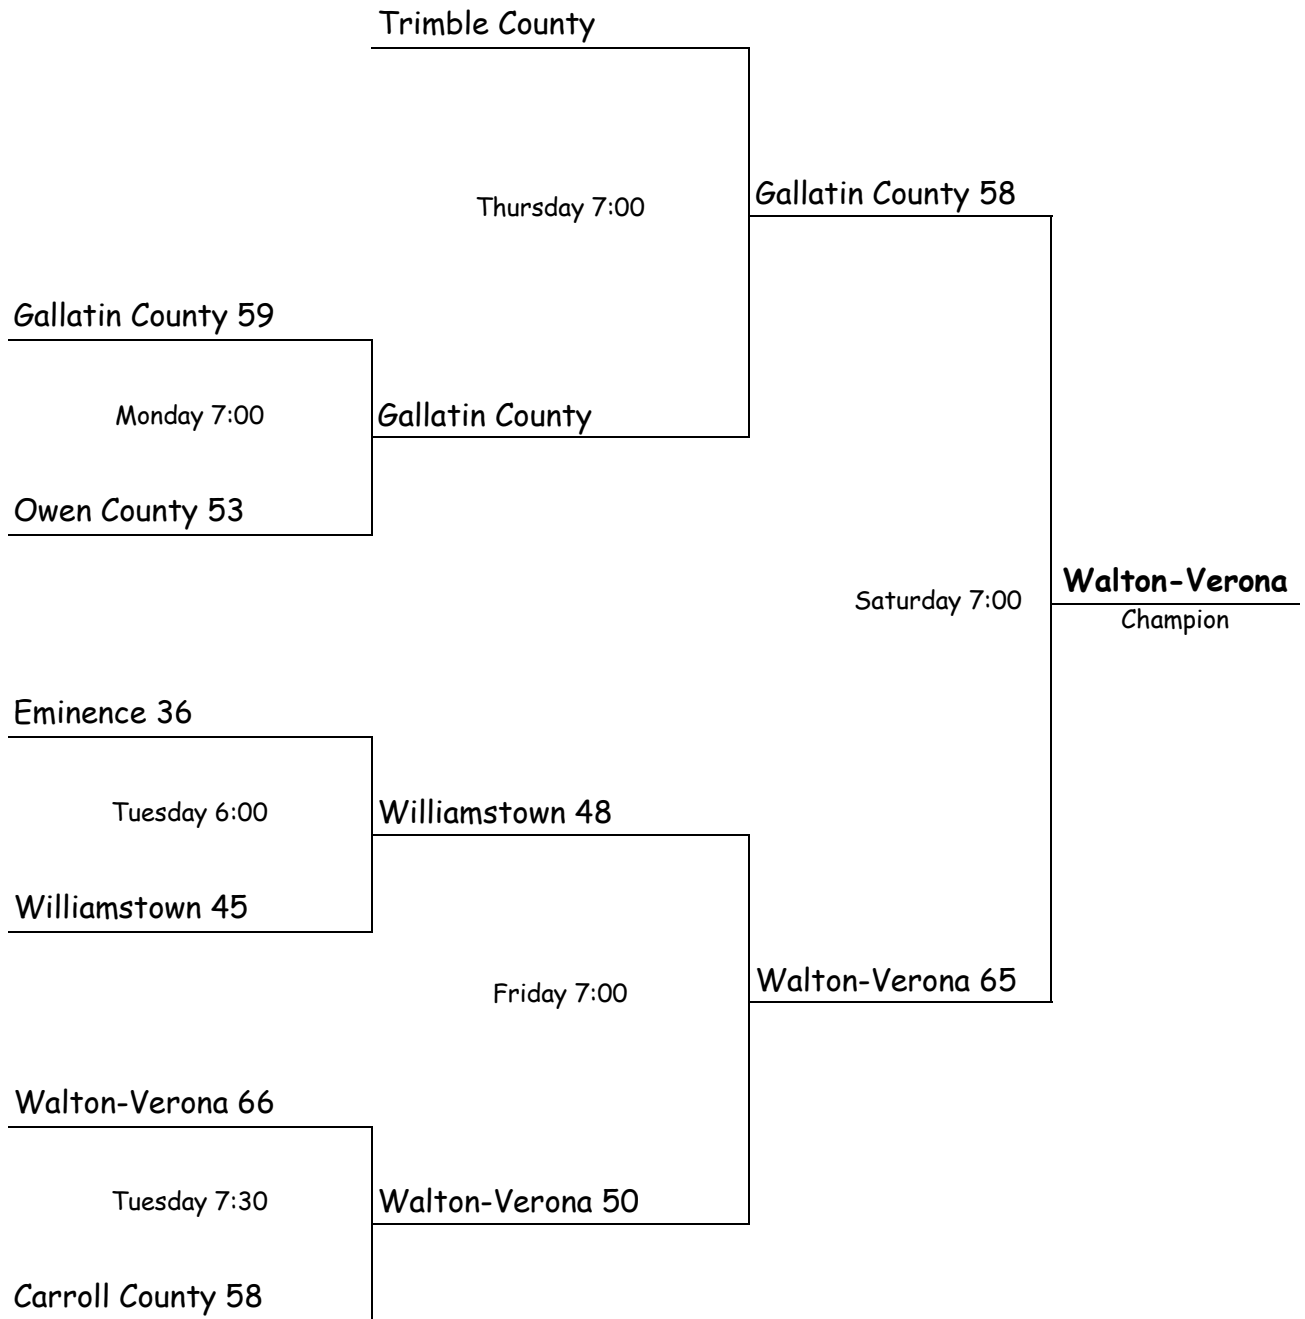 Trimble County
Thursday 7:00
Gallatin County 58
Gallatin County 59
Monday 7:00
Gallatin County
Owen County 53
Saturday 7:00
Walton-Verona
Champion
Eminence 36
Tuesday 6:00
Williamstown 48
Williamstown 45
Friday 7:00
Walton-Verona 65
Walton-Verona 66
Tuesday 7:30
Walton-Verona 50
Carroll County 58